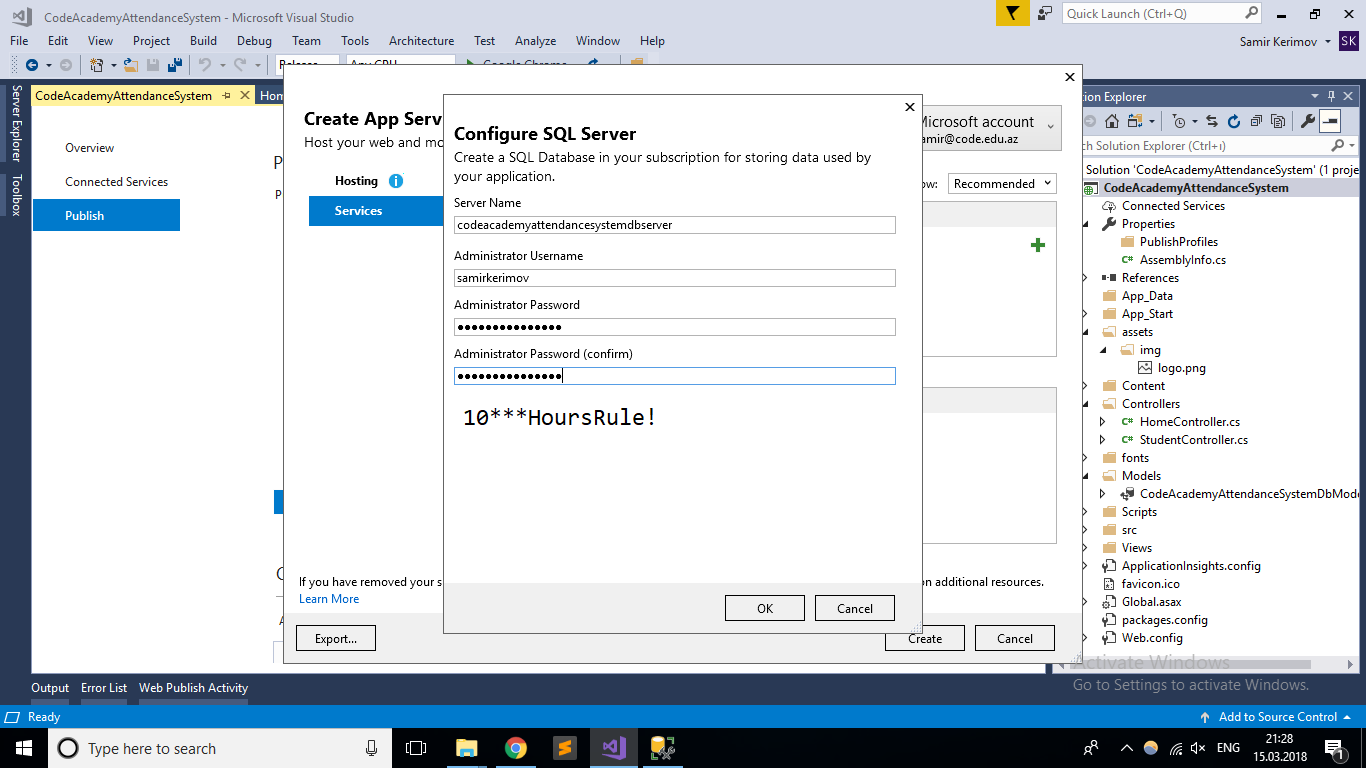 CodeAcademyAttendanceSystem - Microsoft Visual Studio
Quick Launch (Ctrl+Q)
File Edit View Project Build Debug Team Tools Architecture Test Analyze Window Help
Samir Kerimov SK
Server Explorer
Toolbox
CodeAcademyAttendanceSystem
Overview
Connected Services
Publish
Create App Serv
Host your web and mo
Microsoft account
amir@code.edu.az
Hosting
Services
Recommended
If you have removed your s
on additional resources.
Learn More
Export...
Create
Cancel
Configure SQL Server
Create a SQL Database in your subscription for storing data used by
your application.
Server Name
codeacademyattendancesystemdbserver
Administrator Username
samirkerimov
Administrator Password
●●●●●●●●●●●●●●●
Administrator Password (confirm)
●●●●●●●●●●●●●●●
10***HoursRule!
OK
Cancel
tion Explorer
ch Solution Explorer (Ctrl+ı)
Solution 'CodeAcademyAttendanceSystem' (1 proje
CodeAcademyAttendanceSystem
Connected Services
Properties
PublishProfiles
C# AssemblyInfo.cs
References
App_Data
App_Start
assets
img
logo.png
Content
Controllers
C# HomeController.cs
C# StudentController.cs
fonts
Models
CodeAcademyAttendanceSystemDbMode
Scripts
src
Views
ApplicationInsights.config
favicon.ico
Global.asax
packages.config
Web.config
Activate Windows
Go to Settings to activate Windows.
Output Error List Web Publish Activity
Ready
Add to Source Control
Type here to search
ENG
21:28
15.03.2018
1